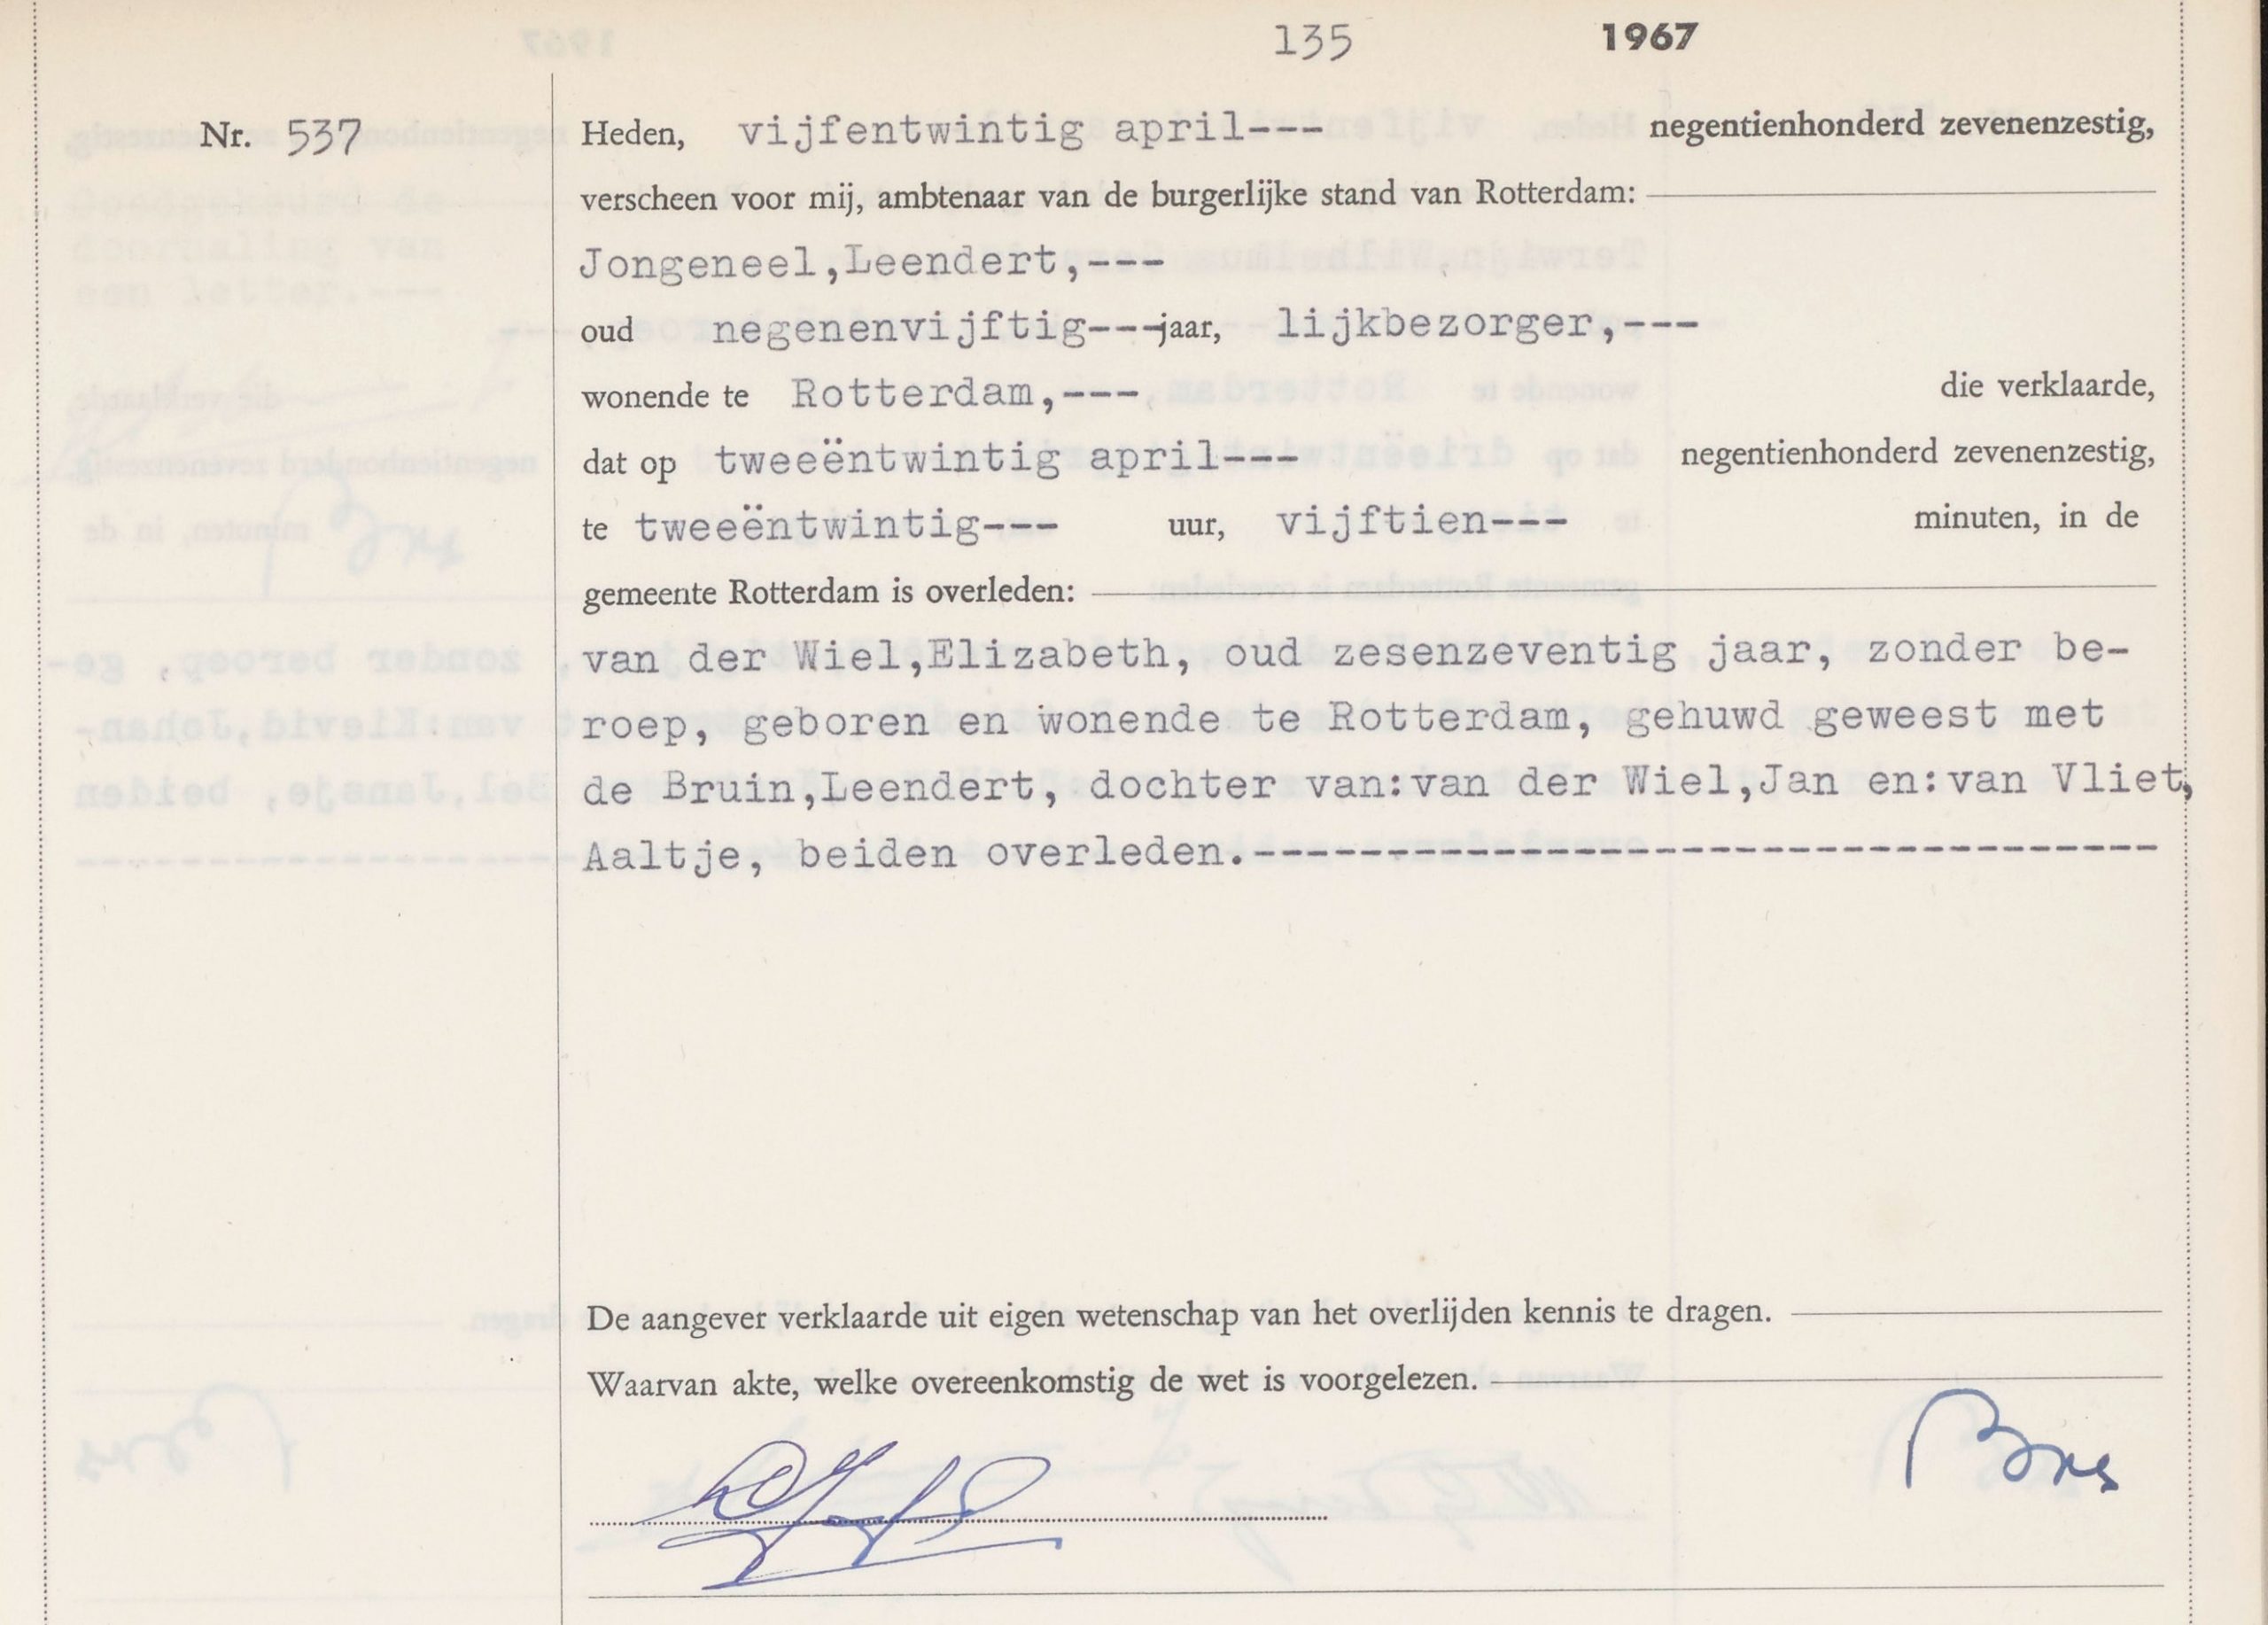 135 1967
Nr. 537
Heden, vijfentwintig april--- negentienhonderd zevenenzestig,
verscheen voor mij, ambtenaar van de burgerlijke stand van Rotterdam:
Jongeneel,Leendert,---
oud negenenvijftig---jaar, lijkbezorger,---
wonende te Rotterdam,--- die verklaarde,
dat op tweeëntwintig april--- negentienhonderd zevenenzestig,
te tweeëntwintig--- uur, vijftien--- minuten, in de
gemeente Rotterdam is overleden:
van der Wiel,Elizabeth, oud zesenzeventig jaar, zonder be-
roep, geboren en wonende te Rotterdam, gehuwd geweest met
de Bruin,Leendert, dochter van:van der Wiel,Jan en:van Vliet,
Aaltje, beiden overleden.----------------------------------
De aangever verklaarde uit eigen wetenschap van het overlijden kennis te dragen.
Waarvan akte, welke overeenkomstig de wet is voorgelezen.